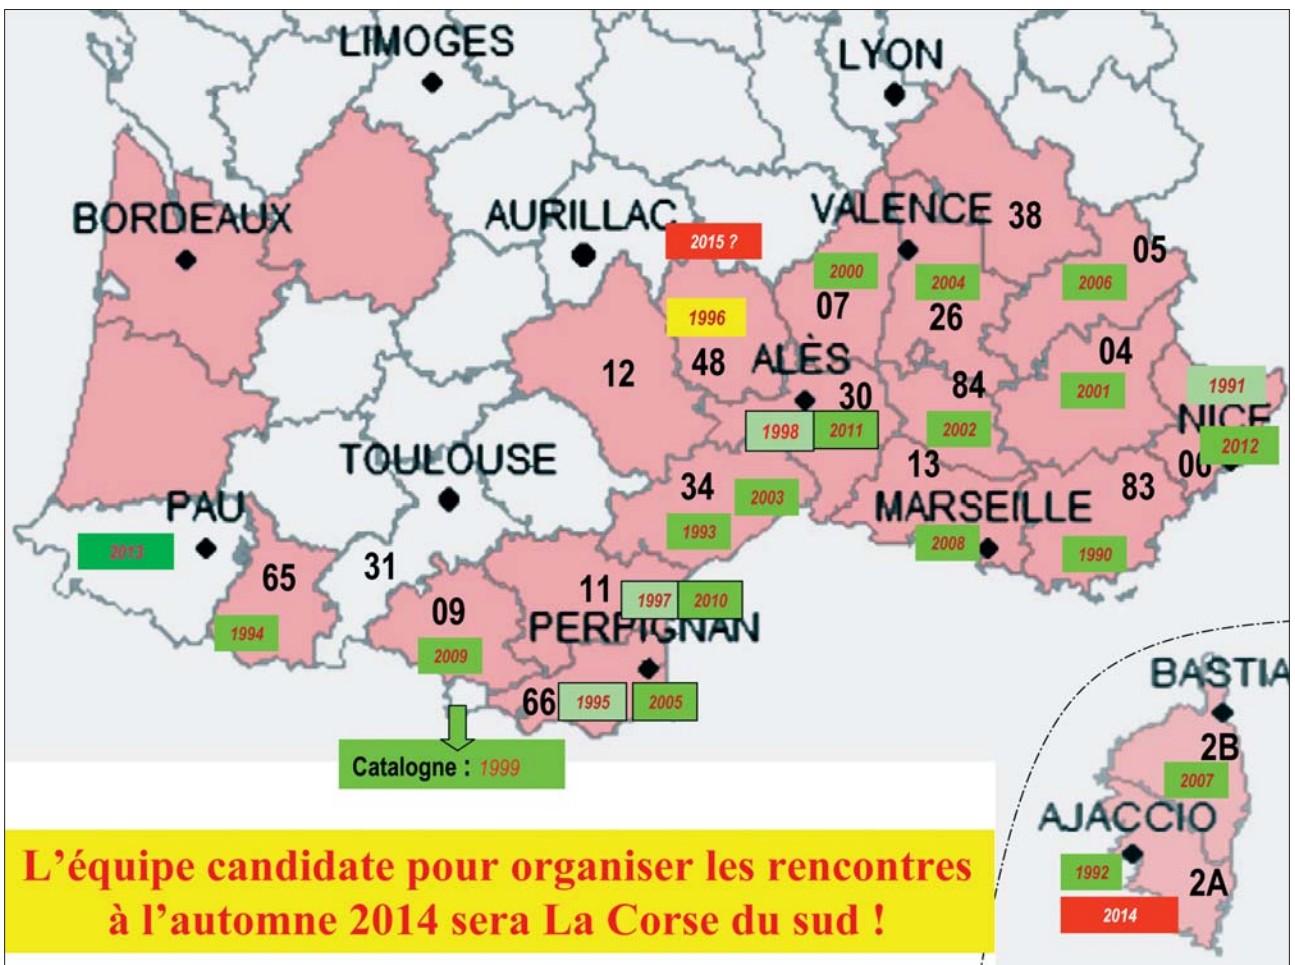 LIMOGES
LYON
BORDEAUX
AURILLAC
VALENCE
38
2015 ?
05
2000
2004
2006
07
26
1996
04
12
48
ALÈS
84
30
2001
1991
NICE
1998
2011
2002
2012
TOULOUSE
13
06
34
83
2003
PAU
MARSEILLE
1993
2008
1990
2013
65
31
11
09
1997
2010
1994
PERPIGNAN
2009
66
1995
2005
BASTIA
2B
Catalogne : 1999
2007
AJACCIO
1992
2A
2014
L'équipe candidate pour organiser les rencontres
à l'automne 2014 sera La Corse du sud !